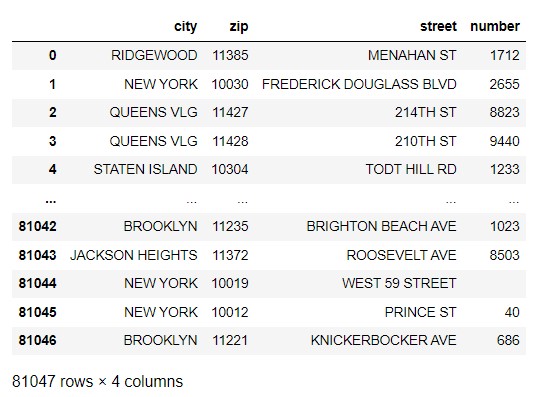 city zip street number
0 RIDGEWOOD 11385 MENAHAN ST 1712
1 NEW YORK 10030 FREDERICK DOUGLASS BLVD 2655
2 QUEENS VLG 11427 214TH ST 8823
3 QUEENS VLG 11428 210TH ST 9440
4 STATEN ISLAND 10304 TODT HILL RD 1233
... ... ... ... ...
81042 BROOKLYN 11235 BRIGHTON BEACH AVE 1023
81043 JACKSON HEIGHTS 11372 ROOSEVELT AVE 8503
81044 NEW YORK 10019 WEST 59 STREET
81045 NEW YORK 10012 PRINCE ST 40
81046 BROOKLYN 11221 KNICKERBOCKER AVE 686
81047 rows × 4 columns